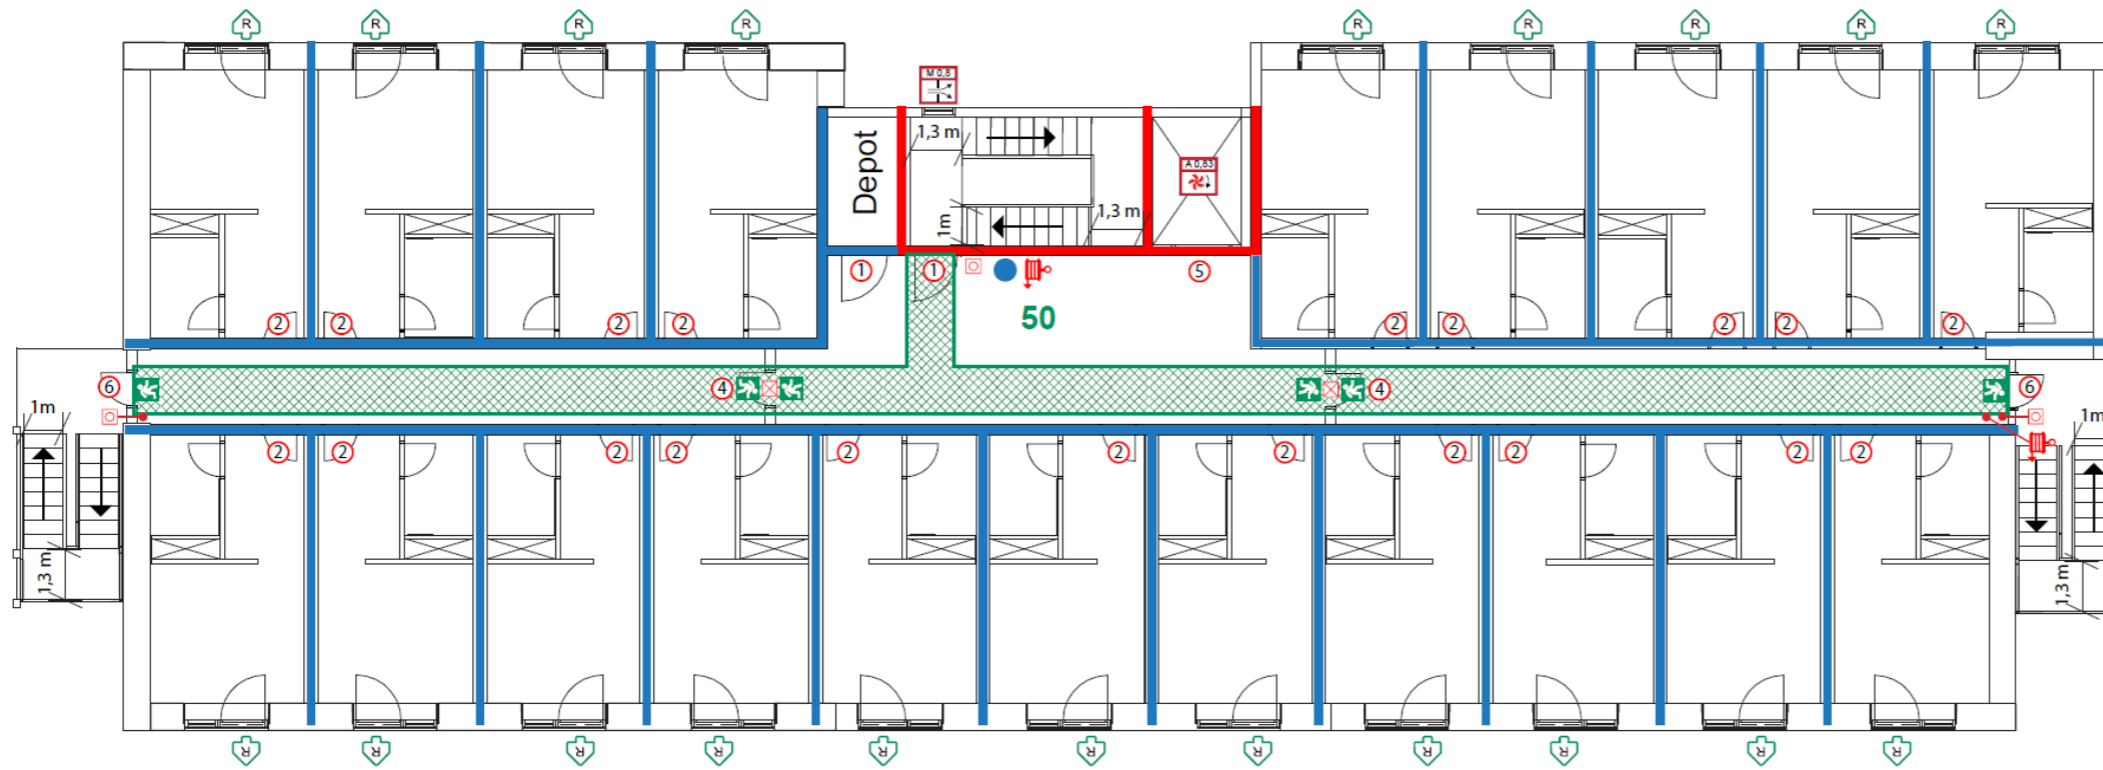 R R R R R R R R R
M 0,8
1,3 m
Depot
A 0,83
1m
1,3 m
1 1 5
50
2 2 2 2 2 2 2 2 2
6 4 4 6
1m
1m
2 2 2 2 2 2 2 2 2 2 2
1,3 m
1,3 m
R R R R R R R R R R R